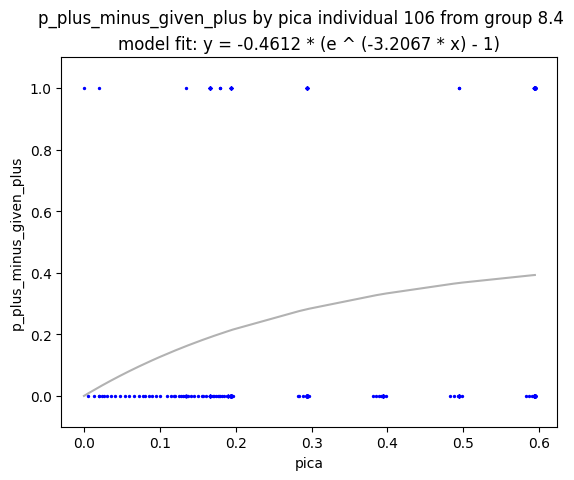 p_plus_minus_given_plus by pica individual 106 from group 8.4
model fit: y = -0.4612 * (e ^ (-3.2067 * x) - 1)
1.0
0.8
0.6
0.4
0.2
0.0
p_plus_minus_given_plus
0.0 0.1 0.2 0.3 0.4 0.5 0.6
pica